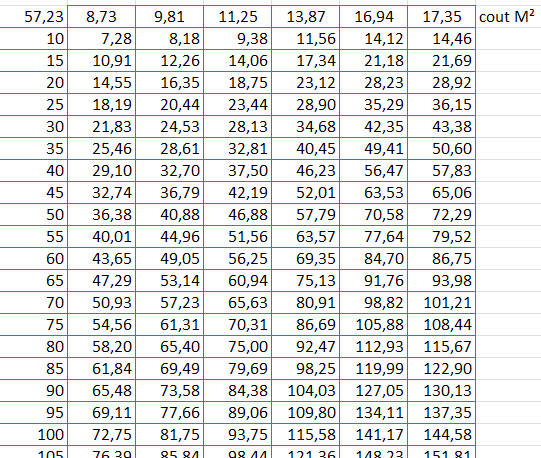 57,23 8,73 9,81 11,25 13,87 16,94 17,35 cout M²
10 7,28 8,18 9,38 11,56 14,12 14,46
15 10,91 12,26 14,06 17,34 21,18 21,69
20 14,55 16,35 18,75 23,12 28,23 28,92
25 18,19 20,44 23,44 28,90 35,29 36,15
30 21,83 24,53 28,13 34,68 42,35 43,38
35 25,46 28,61 32,81 40,45 49,41 50,60
40 29,10 32,70 37,50 46,23 56,47 57,83
45 32,74 36,79 42,19 52,01 63,53 65,06
50 36,38 40,88 46,88 57,79 70,58 72,29
55 40,01 44,96 51,56 63,57 77,64 79,52
60 43,65 49,05 56,25 69,35 84,70 86,75
65 47,29 53,14 60,94 75,13 91,76 93,98
70 50,93 57,23 65,63 80,91 98,82 101,21
75 54,56 61,31 70,31 86,69 105,88 108,44
80 58,20 65,40 75,00 92,47 112,93 115,67
85 61,84 69,49 79,69 98,25 119,99 122,90
90 65,48 73,58 84,38 104,03 127,05 130,13
95 69,11 77,66 89,06 109,80 134,11 137,35
100 72,75 81,75 93,75 115,58 141,17 144,58
105 76,39 85,84 98,44 121,36 148,23 151,81